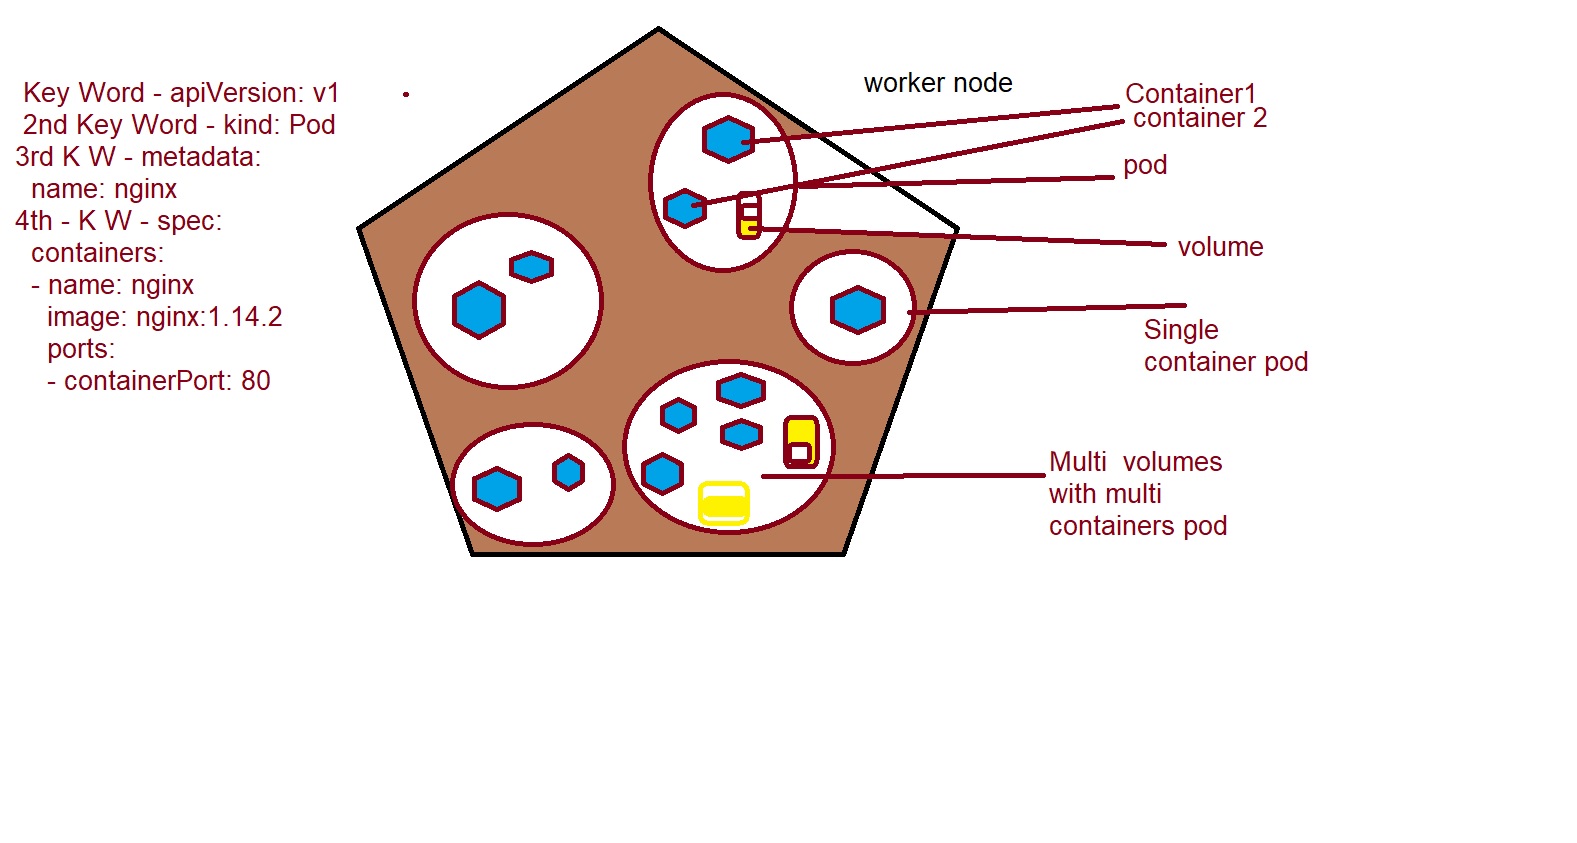 Key Word - apiVersion: v1
2nd Key Word - kind: Pod
3rd K W - metadata:
name: nginx
4th - K W - spec:
containers:
- name: nginx
image: nginx:1.14.2
ports:
- containerPort: 80
worker node
Container1
container 2
pod
volume
Single
container pod
Multi  volumes
with multi
containers pod